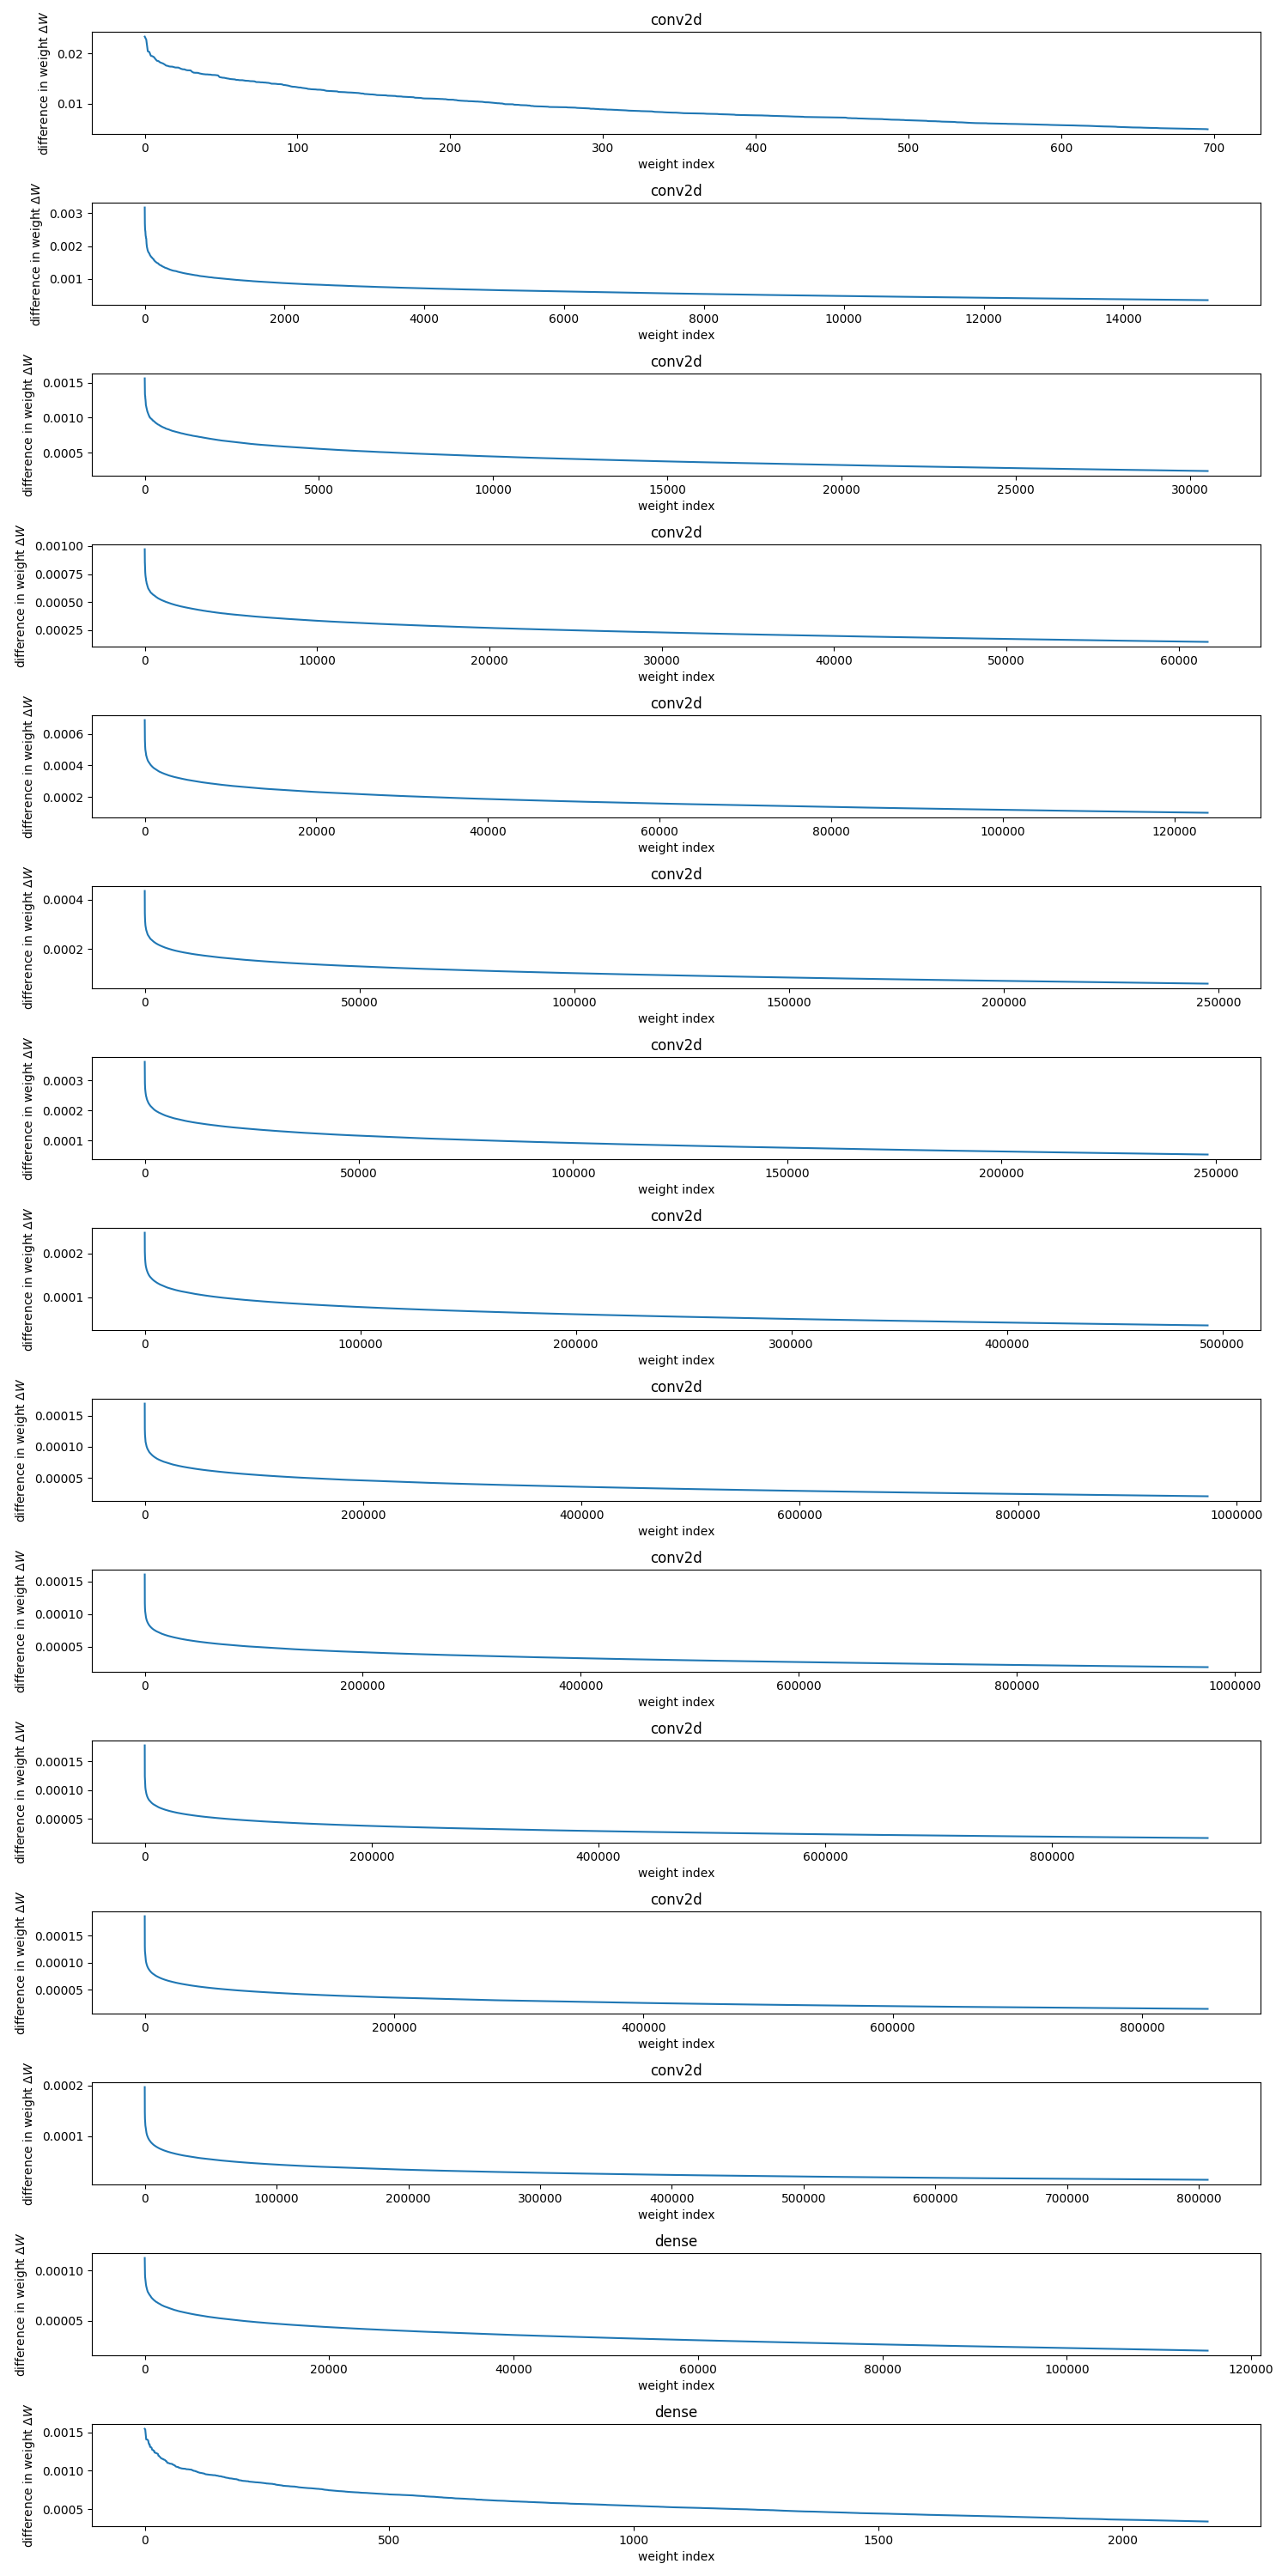 conv2d
difference in weight ΔW
0.02
0.01
0 100 200 300 400 500 600 700
weight index
conv2d
difference in weight ΔW
0.003
0.002
0.001
0 2000 4000 6000 8000 10000 12000 14000
weight index
conv2d
difference in weight ΔW
0.0015
0.0010
0.0005
0 5000 10000 15000 20000 25000 30000
weight index
conv2d
difference in weight ΔW
0.00100
0.00075
0.00050
0.00025
0 10000 20000 30000 40000 50000 60000
weight index
conv2d
difference in weight ΔW
0.0006
0.0004
0.0002
0 20000 40000 60000 80000 100000 120000
weight index
conv2d
difference in weight ΔW
0.0004
0.0002
0 50000 100000 150000 200000 250000
weight index
conv2d
difference in weight ΔW
0.0003
0.0002
0.0001
0 50000 100000 150000 200000 250000
weight index
conv2d
difference in weight ΔW
0.0002
0.0001
0 100000 200000 300000 400000 500000
weight index
conv2d
difference in weight ΔW
0.00015
0.00010
0.00005
0 200000 400000 600000 800000 1000000
weight index
conv2d
difference in weight ΔW
0.00015
0.00010
0.00005
0 200000 400000 600000 800000 1000000
weight index
conv2d
difference in weight ΔW
0.00015
0.00010
0.00005
0 200000 400000 600000 800000
weight index
conv2d
difference in weight ΔW
0.00015
0.00010
0.00005
0 200000 400000 600000 800000
weight index
conv2d
difference in weight ΔW
0.0002
0.0001
0 100000 200000 300000 400000 500000 600000 700000 800000
weight index
dense
difference in weight ΔW
0.00010
0.00005
0 20000 40000 60000 80000 100000 120000
weight index
dense
difference in weight ΔW
0.0015
0.0010
0.0005
0 500 1000 1500 2000
weight index